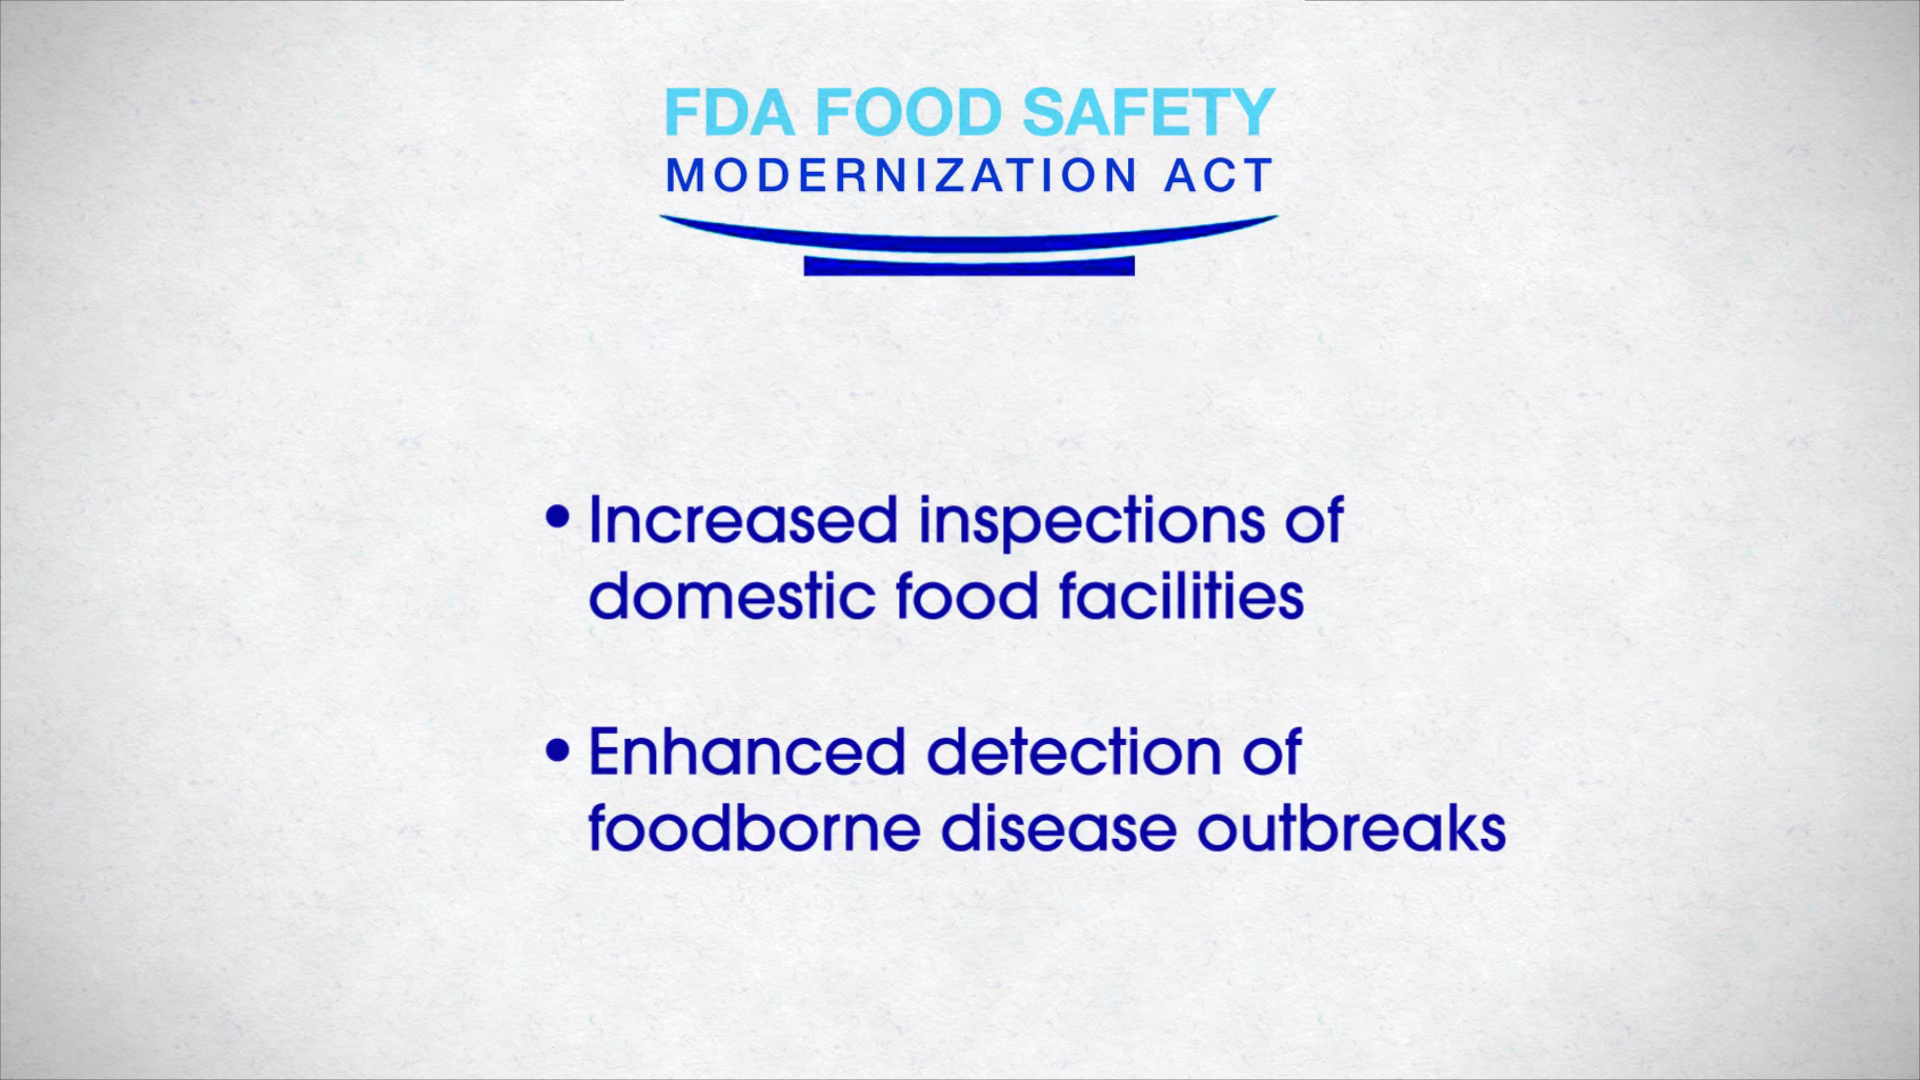 FDA FOOD SAFETY
MODERNIZATION ACT
• Increased inspections of
domestic food facilities
• Enhanced detection of
foodborne disease outbreaks